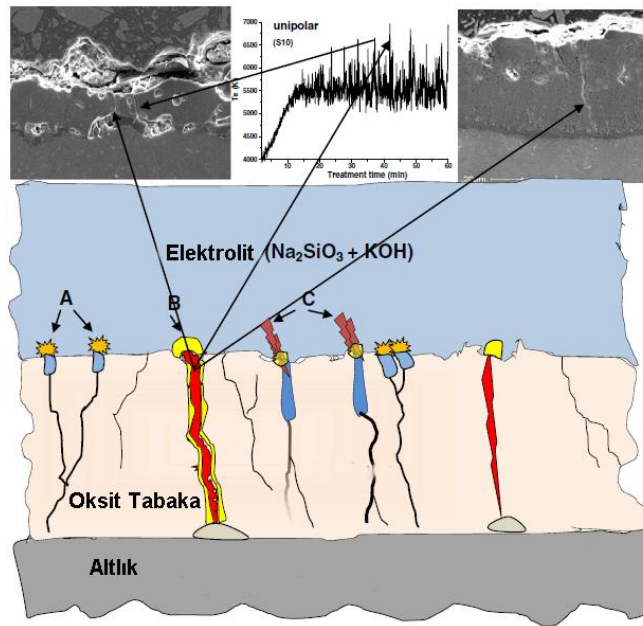 unipolar
(S10)
Te (K)
7000
6500
6000
5500
5000
4500
4000
10
20
30
40
50
60
Treatment time (min)
20µm
Elektrolit (Na₂SiO₃ + KOH)
A
B
C
Oksit Tabaka
Altlık